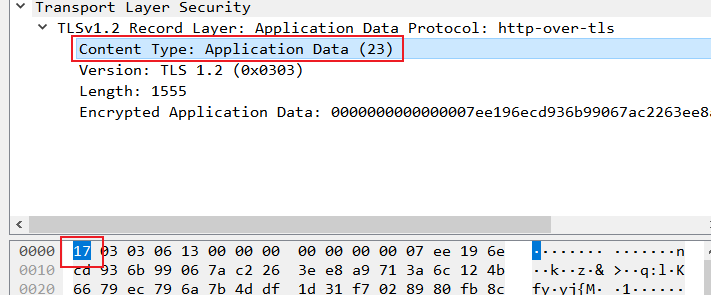 Transport Layer Security
TLSv1.2 Record Layer: Application Data Protocol: http-over-tls
Content Type: Application Data (23)
Version: TLS 1.2 (0x0303)
Length: 1555
Encrypted Application Data: 0000000000000007ee196ecd936b99067ac2263ee8a
0000 17 03 03 06 13 00 00 00 00 00 00 00 07 ee 19 6e ········ ·······n
0010 cd 93 6b 99 06 7a c2 26 3e e8 a9 71 3a 6c 12 4b ··k··z·& >··q:l·K
0020 66 79 ec 79 6a 7b 4d df 1d 31 f7 02 89 80 fb 8c fy·yj{M· ·1······